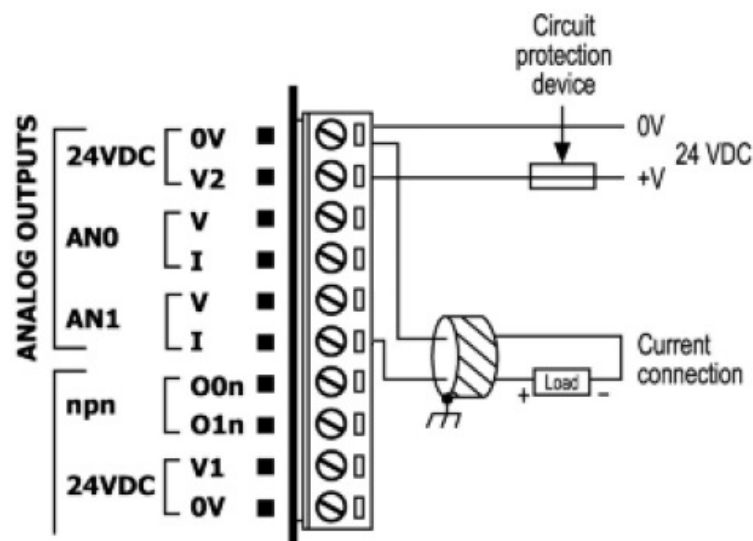 Circuit
protection
device
0V
24 VDC
+V
ANALOG OUTPUTS
24VDC
0V
V2
AN0
V
I
AN1
V
I
npn
O0n
O1n
24VDC
V1
0V
Current
connection
+ Load -